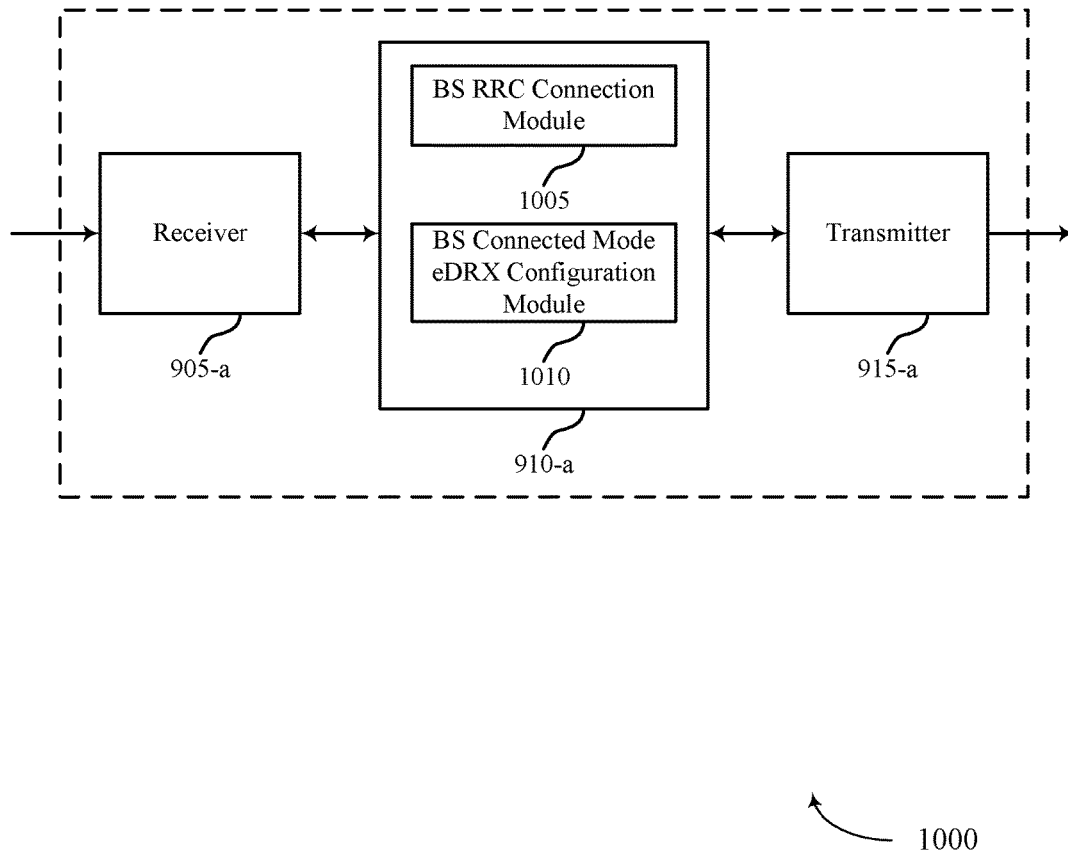 BS RRC Connection
Module
1005
Receiver
905-a
BS Connected Mode
eDRX Configuration
Module
1010
910-a
Transmitter
915-a
1000